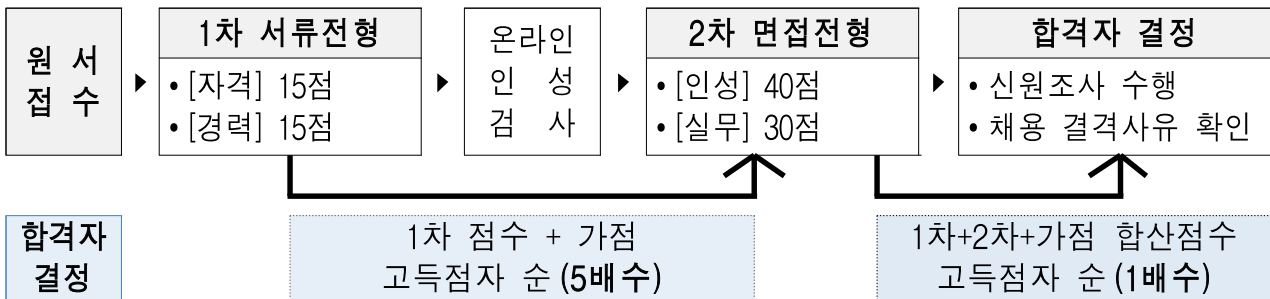 원 서
접 수
1차 서류전형
• [자격] 15점
• [경력] 15점
온라인
인 성
검 사
2차 면접전형
• [인성] 40점
• [실무] 30점
합격자 결정
• 신원조사 수행
• 채용 결격사유 확인
합격자
결정
1차 점수 + 가점
고득점자 순 (5배수)
1차+2차+가점 합산점수
고득점자 순 (1배수)